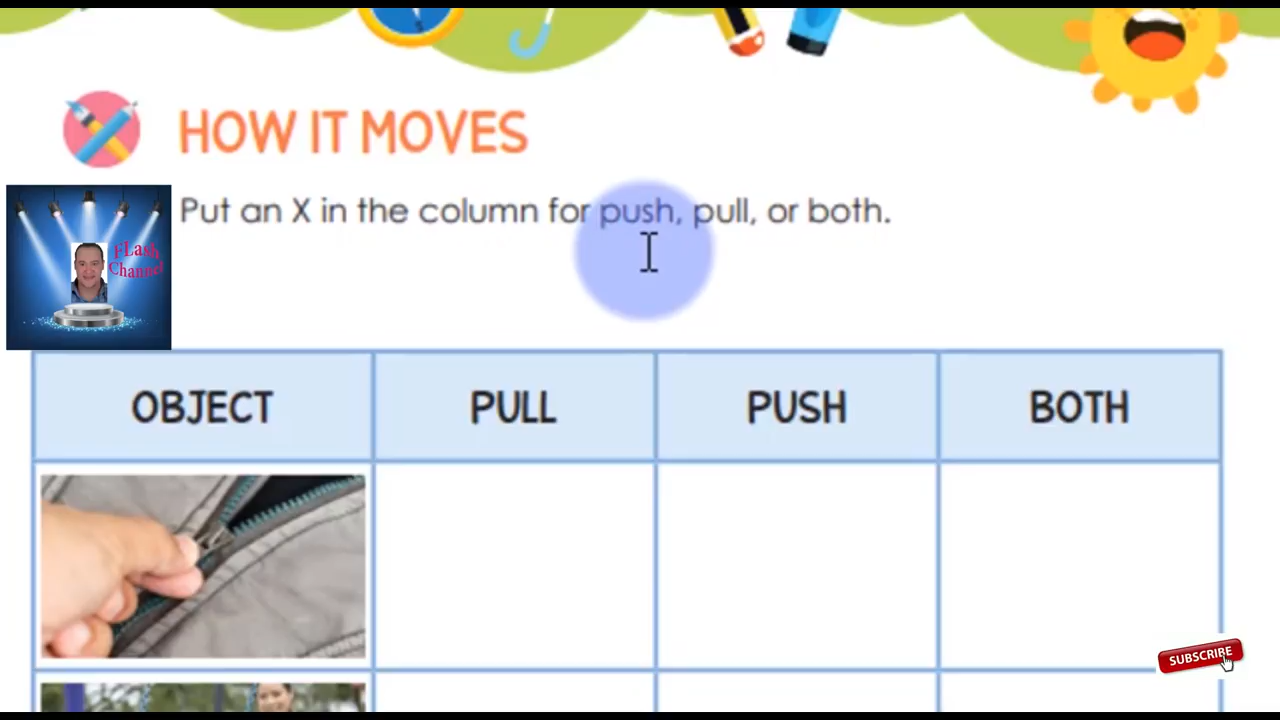 HOW IT MOVES
Put an X in the column for push, pull, or both.
FLash
Channel
OBJECT PULL PUSH BOTH
SUBSCRIBE